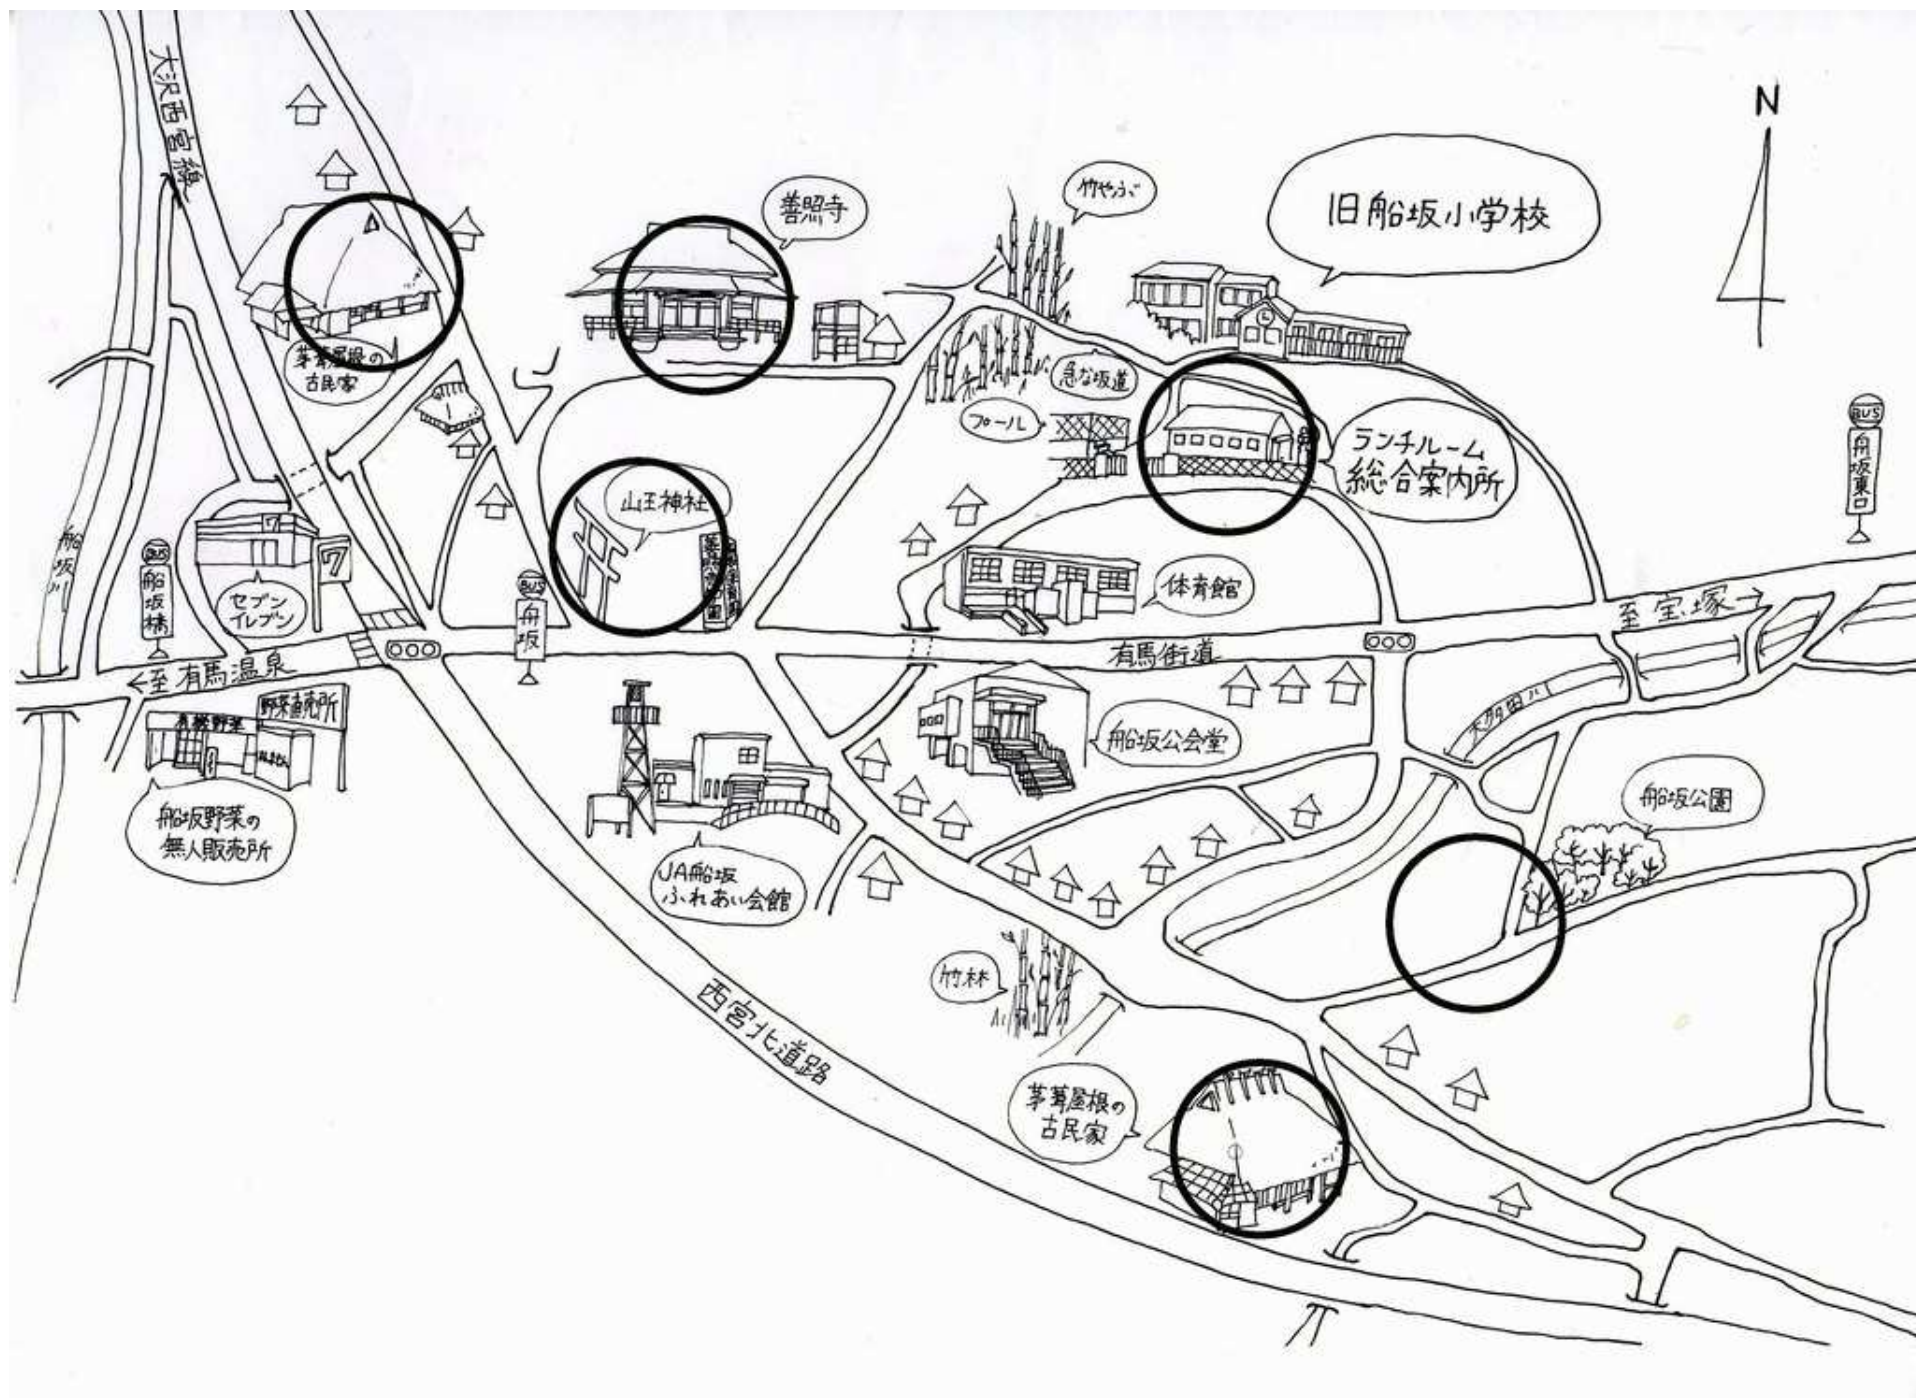 大沢西宮線
N
善照寺
竹やぶ
旧船坂小学校
茅葺屋根の
古民家
急な坂道
プール
ランチルーム
総合案内所
BUS
船坂東口
山王神社
船坂川
BUS
船坂橋
7
7
セブン
イレブン
BUS
船坂
体育館
至宝塚→
有馬街道
←至有馬温泉
野菜直売所
船坂公会堂
船坂野菜の
無人販売所
JA船坂
ふれあい会館
船坂公園
竹林
西宮北道路
茅葺屋根の
古民家